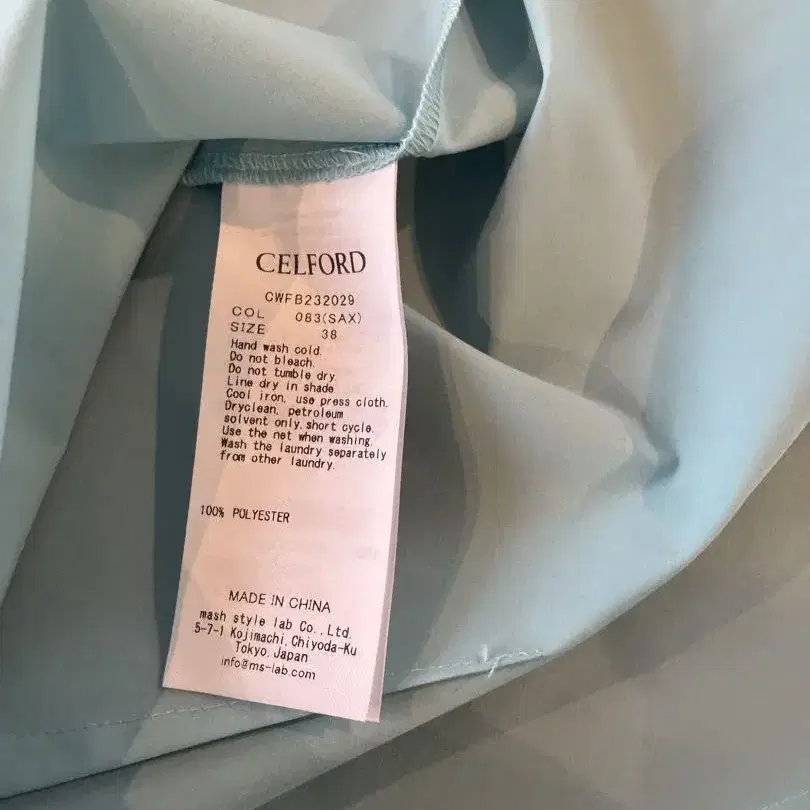 CELFORD
CWFB232029
COL 083(SAX)
SIZE 38
Hand wash cold.
Do not bleach.
Do not tumble dry
Line dry in shade
Cool iron, use press cloth.
Dryclean, petroleum
solvent only, short cycle.
Use the net when washing.
Wash the laundry separately
from other laundry.
100% POLYESTER
MADE IN CHINA
mash style lab Co., Ltd.
5-7-1 Kojimachi, Chiyoda-Ku
Tokyo, Japan
info@ms-lab.com